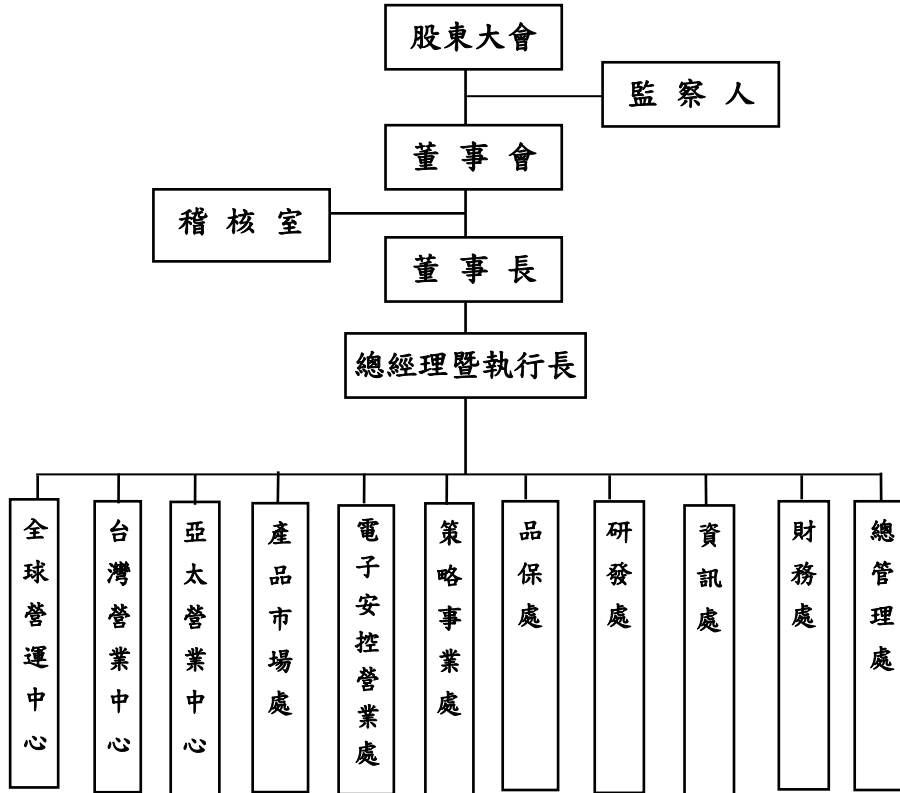 股東大會
監察人
董事會
稽核室
董事長
總經理暨執行長
全球營運中心
台灣營業中心
亞太營業中心
產品市場處
電子安控營業處
策略事業處
品保處
研發處
資訊處
財務處
總管理處